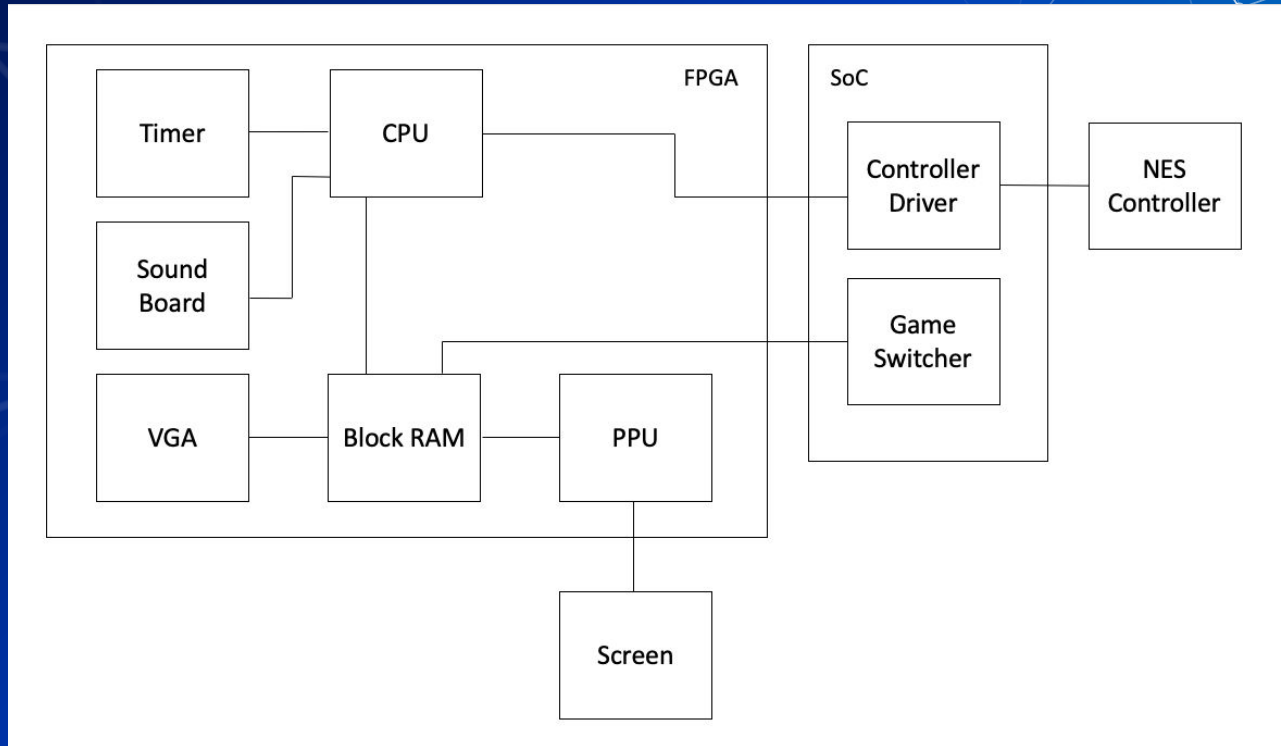 FPGA
SoC
Timer
CPU
Controller
Driver
NES
Controller
Sound
Board
Game
Switcher
VGA
Block RAM
PPU
Screen